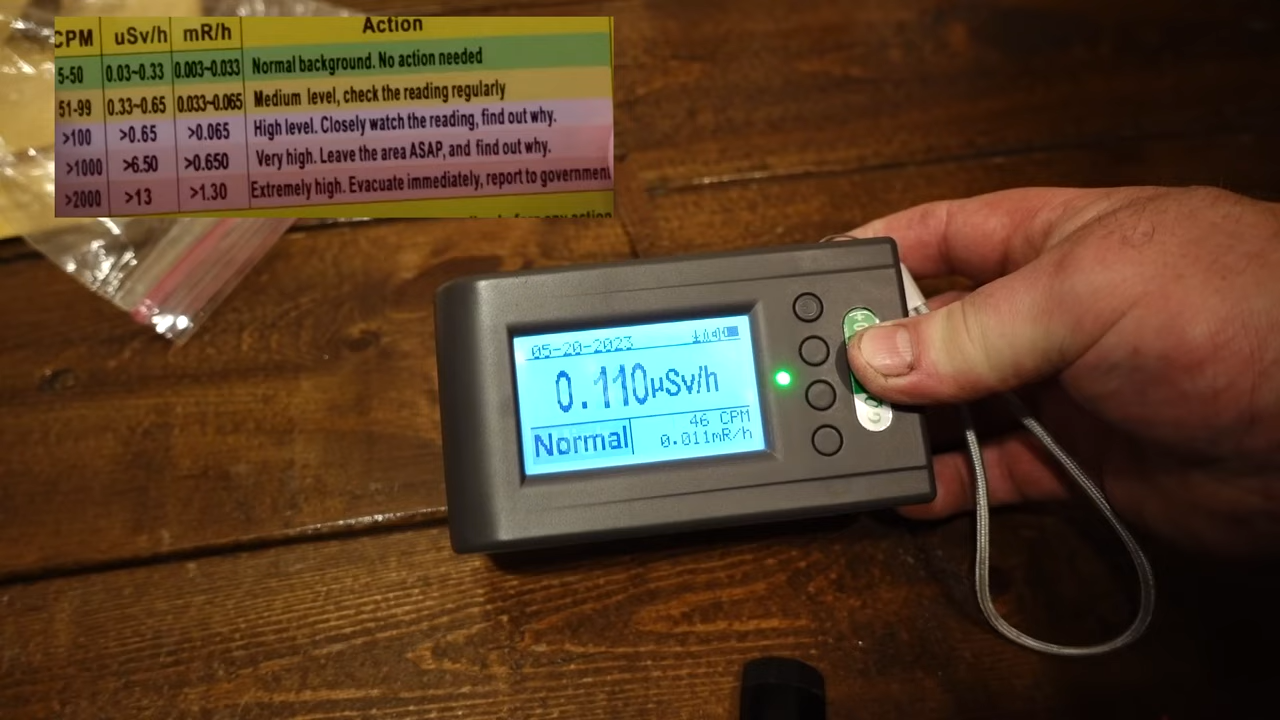 CPM uSv/h mR/h Action
5-50 0.03~0.33 0.003~0.033 Normal background. No action needed
51-99 0.33~0.65 0.033~0.065 Medium level, check the reading regularly
>100 >0.65 >0.065 High level. Closely watch the reading, find out why.
>1000 >6.50 >0.650 Very high. Leave the area ASAP, and find out why.
>2000 >13 >1.30 Extremely high. Evacuate immediately, report to government
any action
05-20-2023
0.110µSv/h
Normal
46 CPM
0.011mR/h